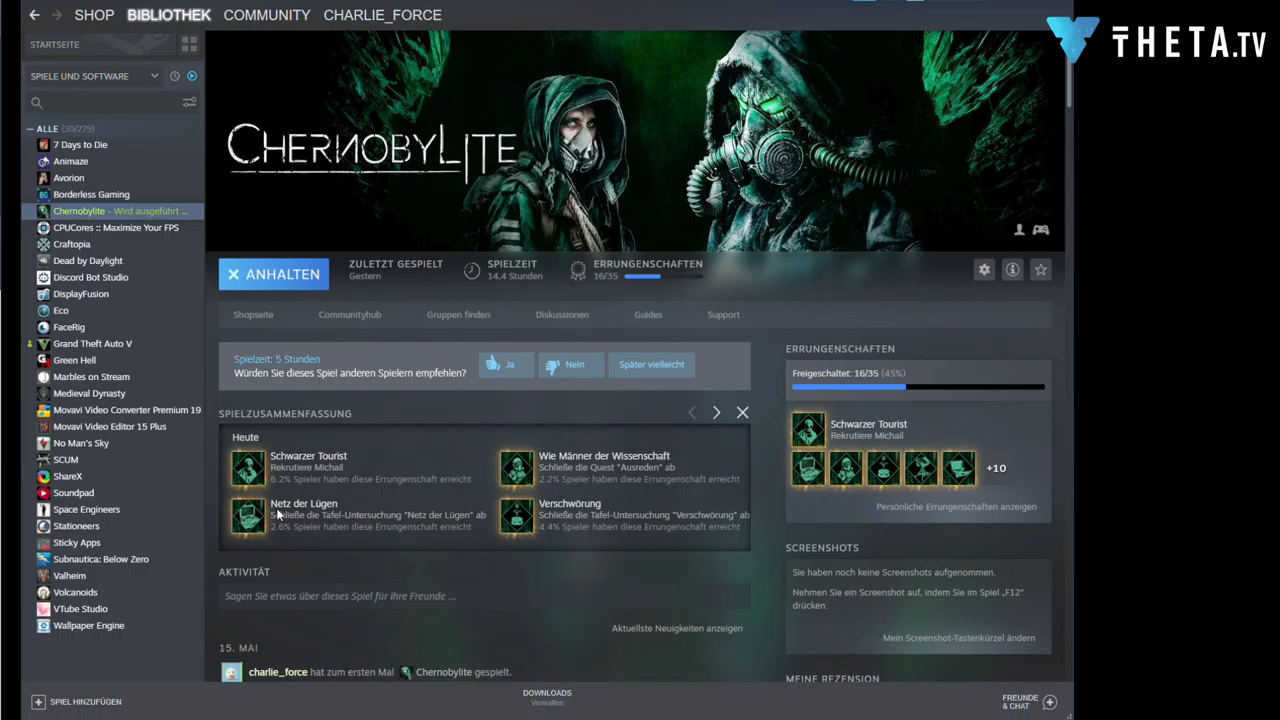 SHOP BIBLIOTHEK COMMUNITY CHARLIE_FORCE
THETA.TV
STARTSEITE
SPIELE UND SOFTWARE
ALLE (30/279)
7 Days to Die
Animaze
Avorion
Borderless Gaming
Chernobylite - Wird ausgeführt ...
CPUCores :: Maximize Your FPS
Craftopia
Dead by Daylight
Discord Bot Studio
DisplayFusion
Eco
FaceRig
Grand Theft Auto V
Green Hell
Marbles on Stream
Medieval Dynasty
Movavi Video Converter Premium 19
Movavi Video Editor 15 Plus
No Man's Sky
SCUM
ShareX
Soundpad
Space Engineers
Stationeers
Sticky Apps
Subnautica: Below Zero
Valheim
Volcanoids
VTube Studio
Wallpaper Engine
SPIEL HINZUFÜGEN
CHERNOBYLITE
ANHALTEN
ZULETZT GESPIELT
Gestern
SPIELZEIT
14,4 Stunden
ERRUNGENSCHAFTEN
16/35
Shopseite Communityhub Gruppen finden Diskussionen Guides Support
Spielzeit: 5 Stunden
Würden Sie dieses Spiel anderen Spielern empfehlen?
Ja Nein Später vielleicht
SPIELZUSAMMENFASSUNG
Heute
Schwarzer Tourist
Rekrutiere Michail
6.2% Spieler haben diese Errungenschaft erreicht
Wie Männer der Wissenschaft
Schließe die Quest "Ausreden" ab
2.2% Spieler haben diese Errungenschaft erreicht
Netz der Lügen
Schließe die Tafel-Untersuchung "Netz der Lügen" ab
2.6% Spieler haben diese Errungenschaft erreicht
Verschwörung
Schließe die Tafel-Untersuchung "Verschwörung" ab
4.4% Spieler haben diese Errungenschaft erreicht
AKTIVITÄT
Sagen Sie etwas über dieses Spiel für Ihre Freunde ...
Aktuellste Neuigkeiten anzeigen
15. MAI
charlie_force hat zum ersten Mal Chernobylite gespielt.
ERRUNGENSCHAFTEN
Freigeschaltet: 16/35 (45%)
Schwarzer Tourist
Rekrutiere Michail
+10
Persönliche Errungenschaften anzeigen
SCREENSHOTS
Sie haben noch keine Screenshots aufgenommen.
Nehmen Sie ein Screenshot auf, indem Sie im Spiel „F12"
drücken.
Mein Screenshot-Tastenkürzel ändern
MEINE REZENSION
DOWNLOADS
Verwalten
FREUNDE
& CHAT